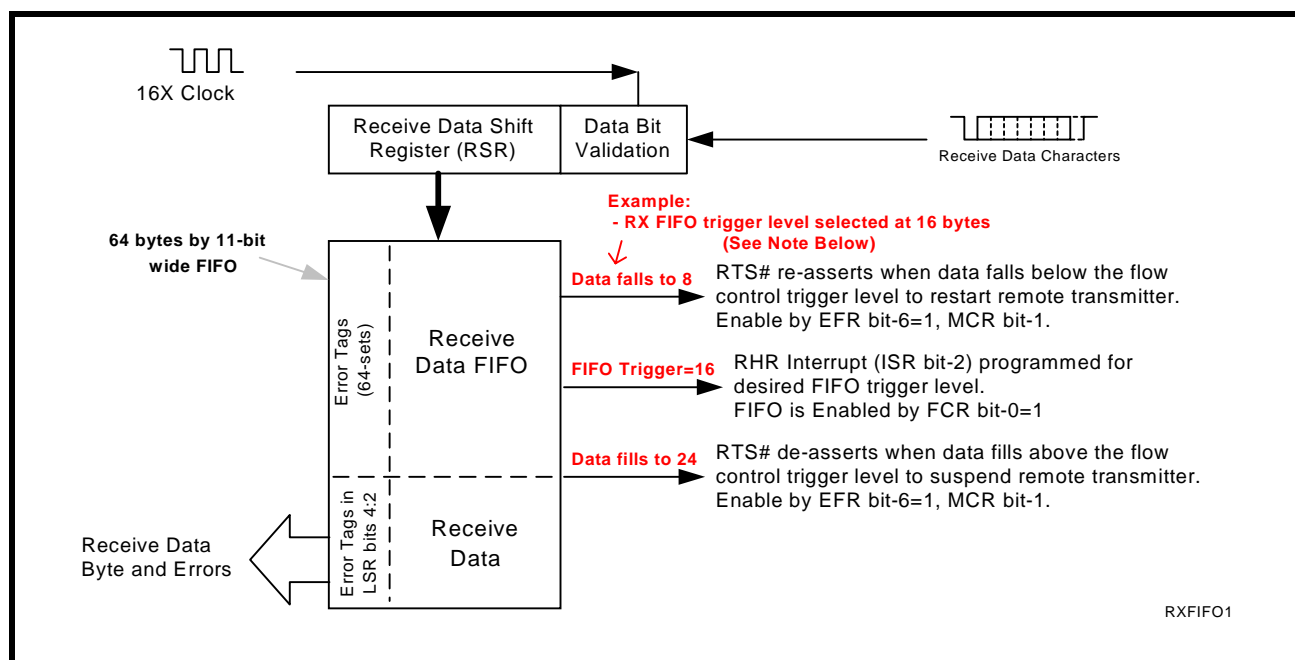 16X Clock
Receive Data Shift
Register (RSR)
Data Bit
Validation
Receive Data Characters
Example:
- RX FIFO trigger level selected at 16 bytes
(See Note Below)
64 bytes by 11-bit
wide FIFO
Data falls to 8
RTS# re-asserts when data falls below the flow
control trigger level to restart remote transmitter.
Enable by EFR bit-6=1, MCR bit-1.
Error Tags
(64-sets)
Receive
Data FIFO
FIFO Trigger=16
RHR Interrupt (ISR bit-2) programmed for
desired FIFO trigger level.
FIFO is Enabled by FCR bit-0=1
Data fills to 24
RTS# de-asserts when data fills above the flow
control trigger level to suspend remote transmitter.
Enable by EFR bit-6=1, MCR bit-1.
Error Tags in
LSR bits 4:2
Receive
Data
Receive Data
Byte and Errors
RXFIFO1